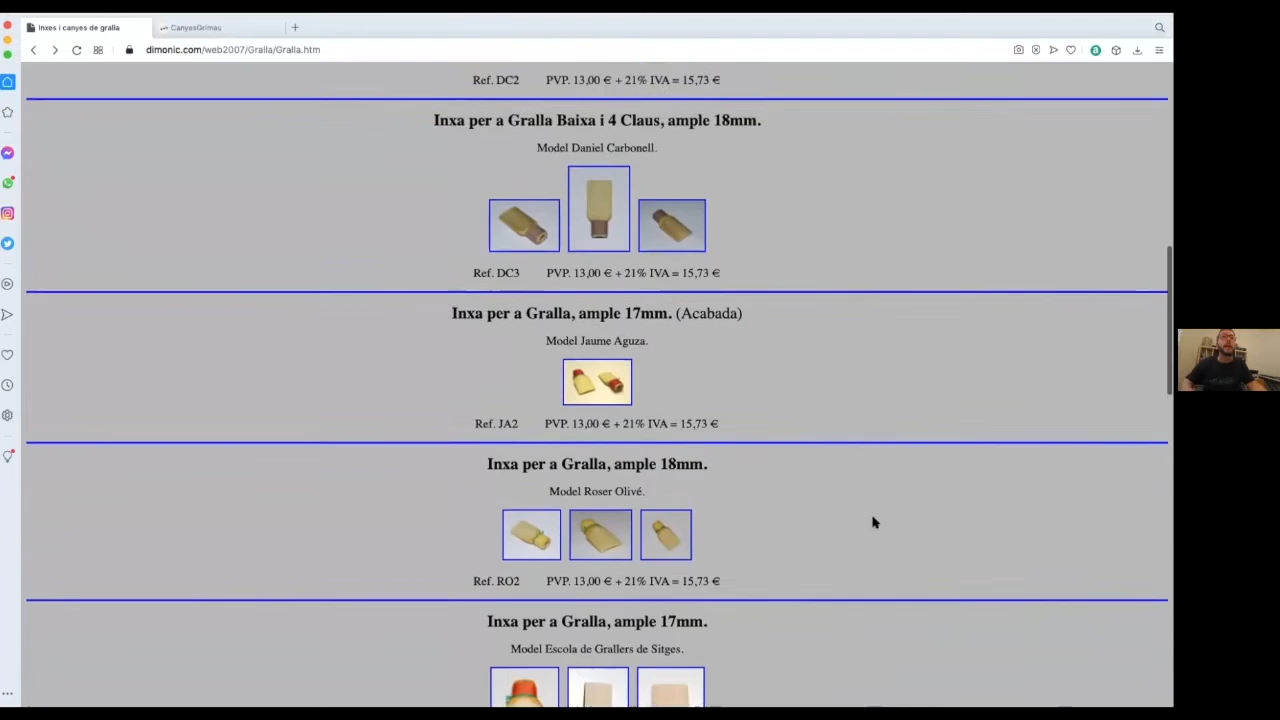 Inxes i canyes de gralla
CanyesGrimau
dimonic.com/web2007/Gralla/Gralla.htm
Ref. DC2 PVP. 13,00 € + 21% IVA = 15,73 €
Inxa per a Gralla Baixa i 4 Claus, ample 18mm.
Model Daniel Carbonell.
Ref. DC3 PVP. 13,00 € + 21% IVA = 15,73 €
Inxa per a Gralla, ample 17mm. (Acabada)
Model Jaume Aguza.
Ref. JA2 PVP. 13,00 € + 21% IVA = 15,73 €
Inxa per a Gralla, ample 18mm.
Model Roser Olivé.
Ref. RO2 PVP. 13,00 € + 21% IVA = 15,73 €
Inxa per a Gralla, ample 17mm.
Model Escola de Grallers de Sitges.